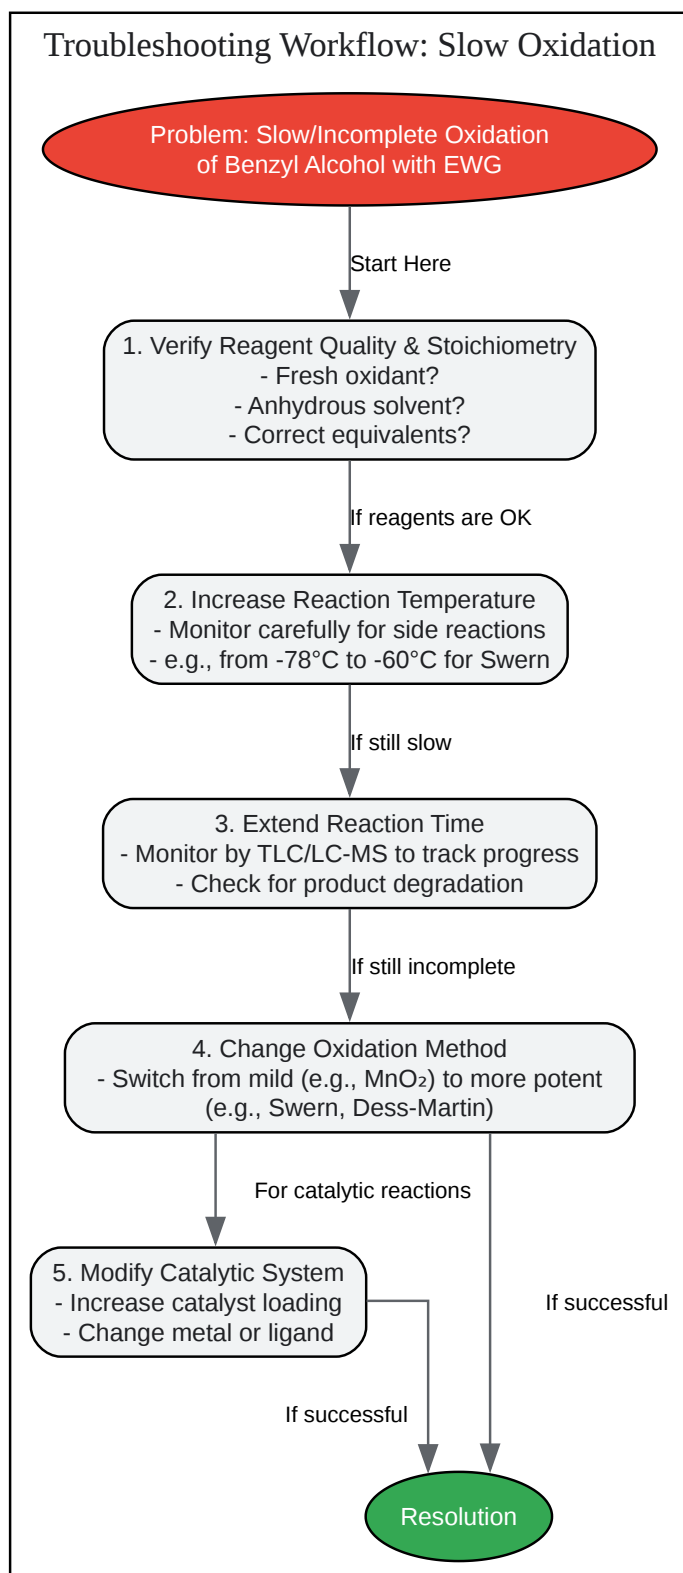 Troubleshooting Workflow: Slow Oxidation
Problem: Slow/Incomplete Oxidation
of Benzyl Alcohol with EWG
Start Here
1. Verify Reagent Quality & Stoichiometry
- Fresh oxidant?
- Anhydrous solvent?
- Correct equivalents?
If reagents are OK
2. Increase Reaction Temperature
- Monitor carefully for side reactions
- e.g., from -78°C to -60°C for Swern
If still slow
3. Extend Reaction Time
- Monitor by TLC/LC-MS to track progress
- Check for product degradation
If still incomplete
4. Change Oxidation Method
- Switch from mild (e.g., MnO₂) to more potent
(e.g., Swern, Dess-Martin)
For catalytic reactions
5. Modify Catalytic System
- Increase catalyst loading
- Change metal or ligand
If successful
If successful
Resolution